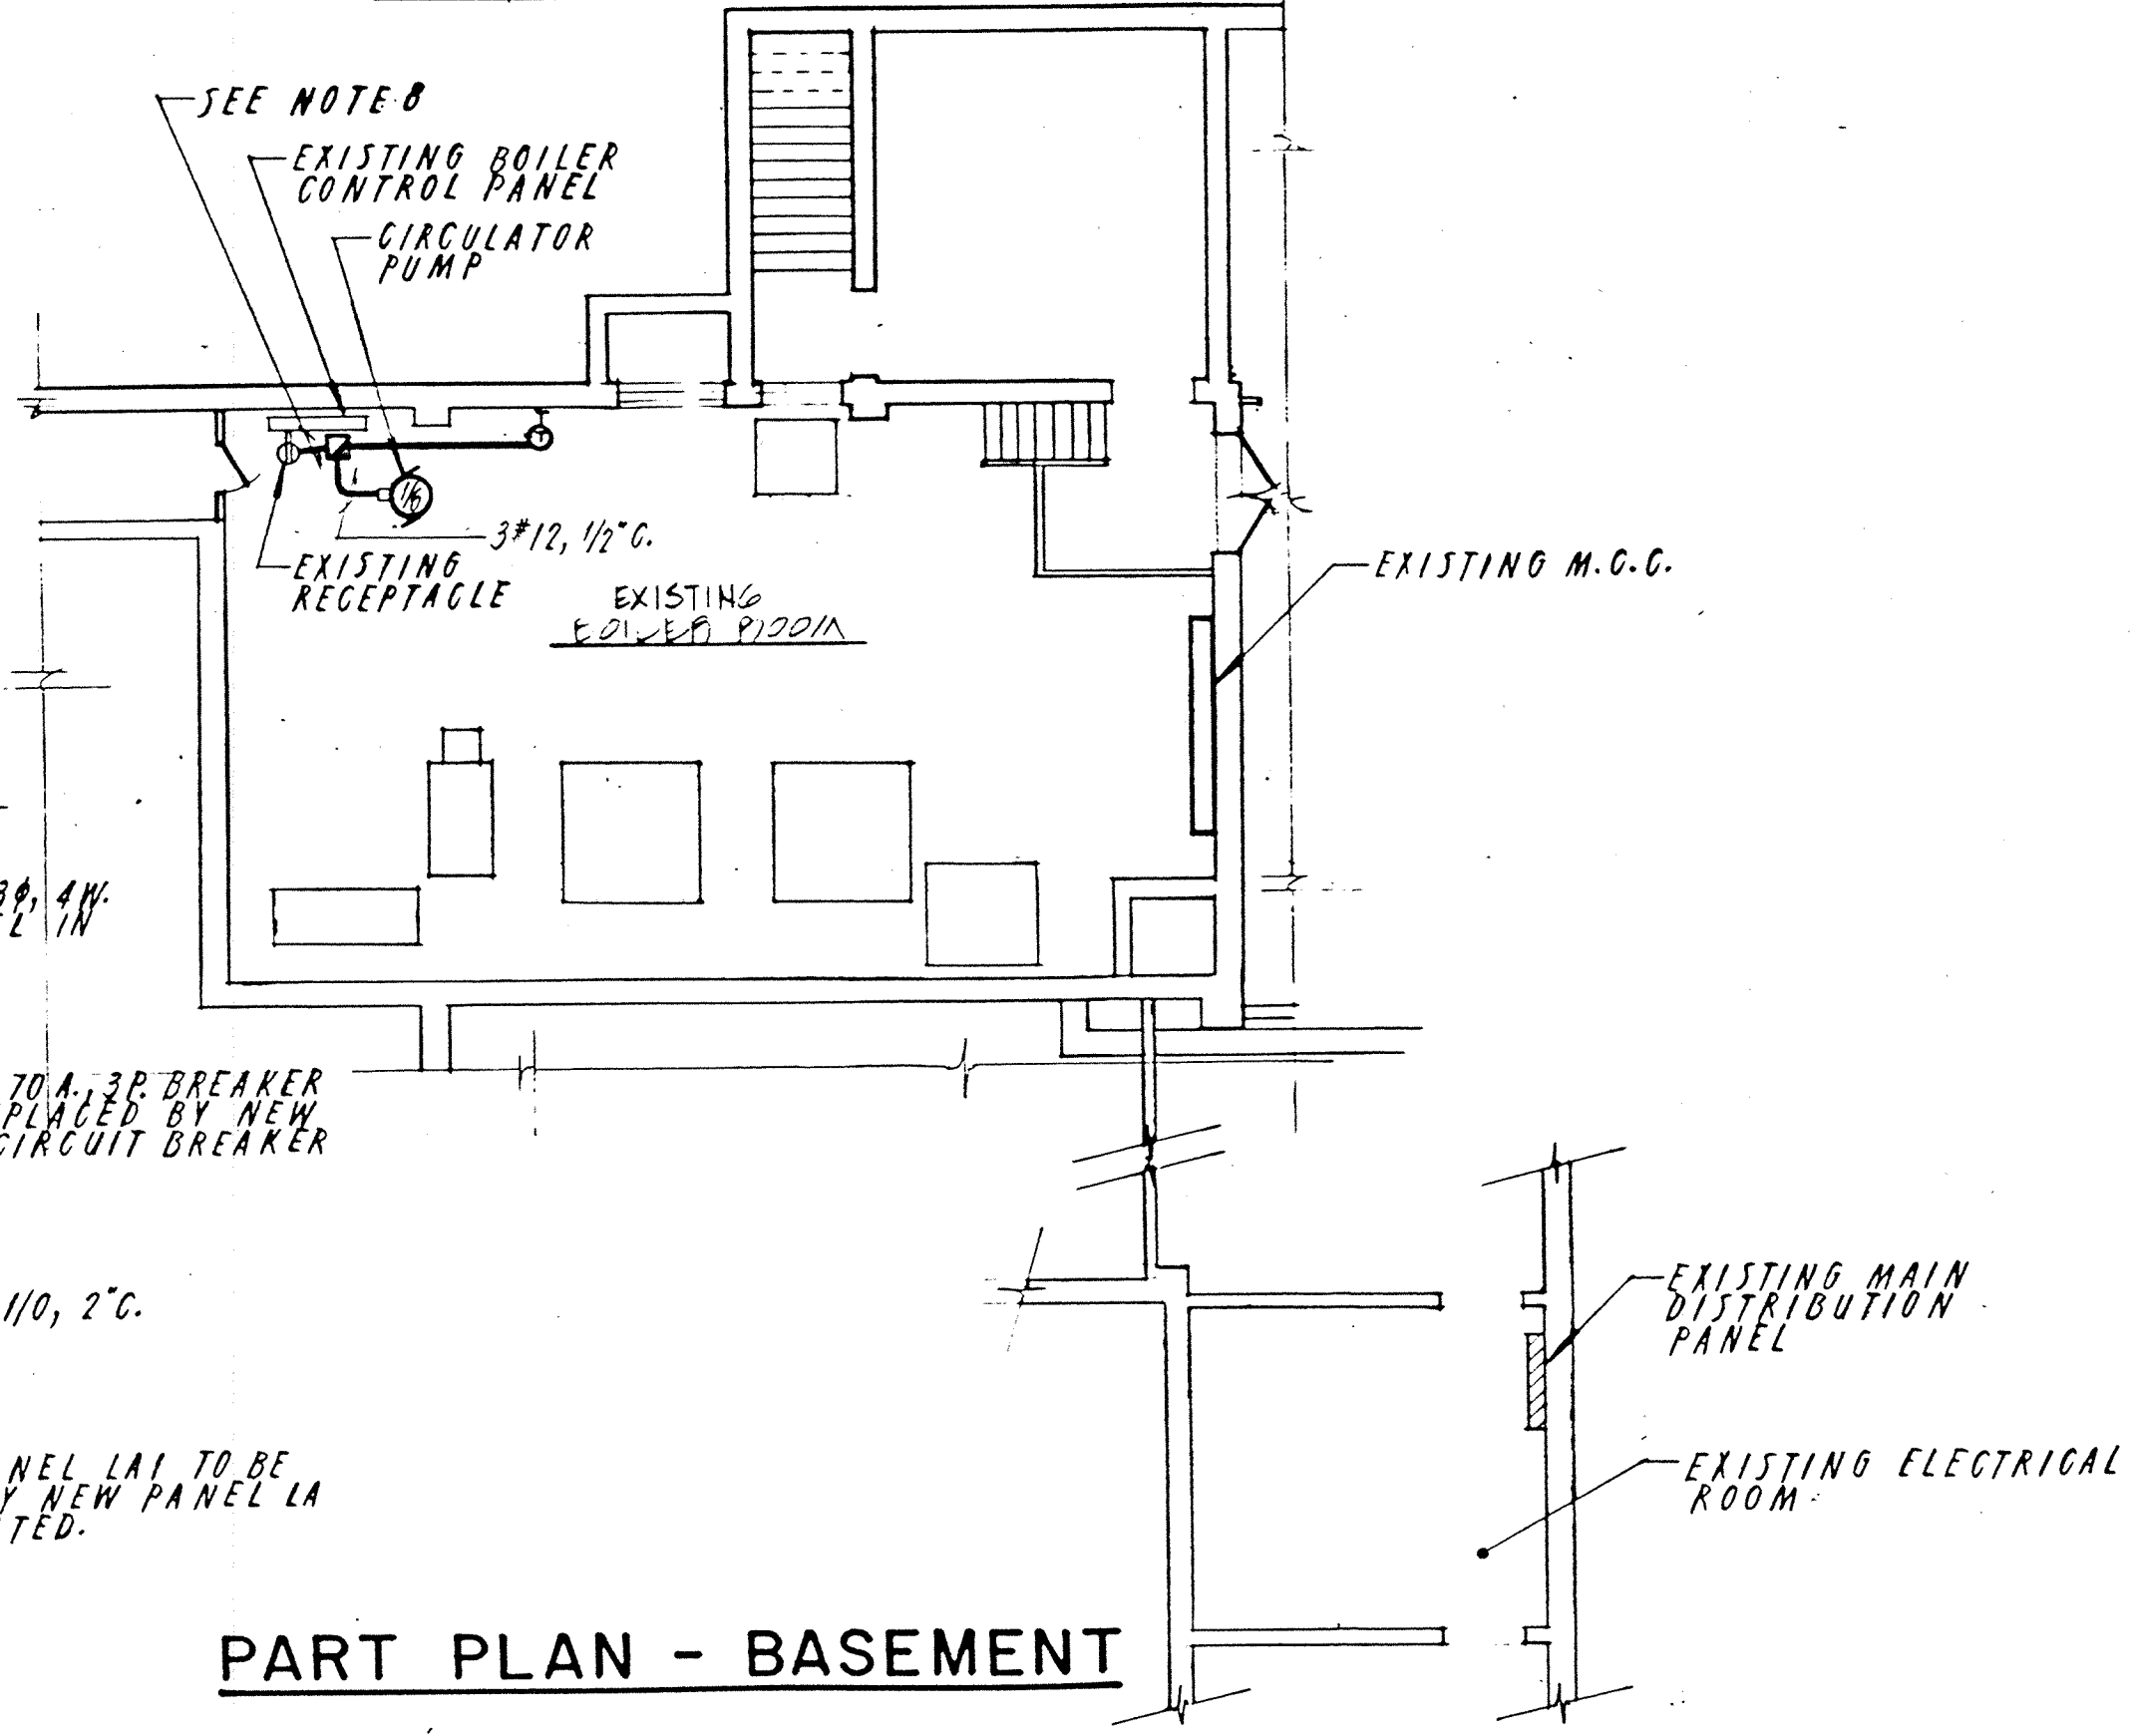 SEE NOTE 8
EXISTING BOILER
CONTROL PANEL
CIRCULATOR
PUMP
1/6
3#12, 1/2"C.
EXISTING
RECEPTACLE
EXISTING
BOILER ROOM
EXISTING M.C.C.
3φ, 4W.
L IN
70 A., 3P. BREAKER
PLACED BY NEW
CIRCUIT BREAKER
1/0, 2"C.
NEL LA1 TO BE
Y NEW PANEL LA
TED.
EXISTING MAIN
DISTRIBUTION
PANEL
EXISTING ELECTRICAL
ROOM
PART PLAN - BASEMENT